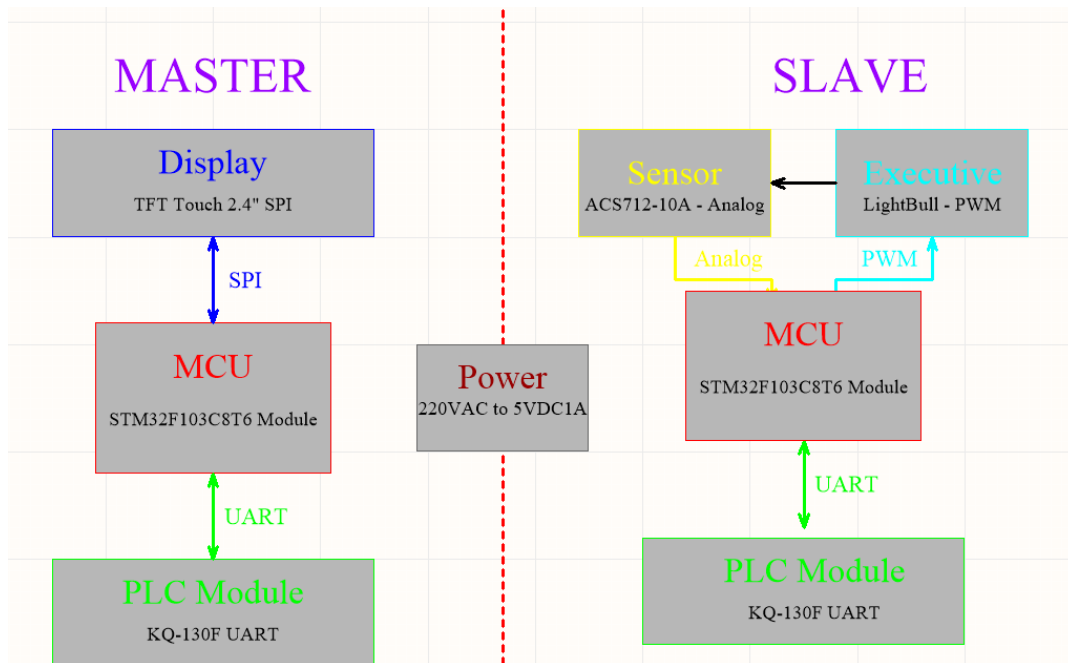 MASTER
SLAVE
Display
TFT Touch 2.4" SPI
Sensor
ACS712-10A - Analog
Executive
LightBull - PWM
SPI
Analog
PWM
MCU
STM32F103C8T6 Module
Power
220VAC to 5VDC1A
MCU
STM32F103C8T6 Module
UART
UART
PLC Module
KQ-130F UART
PLC Module
KQ-130F UART